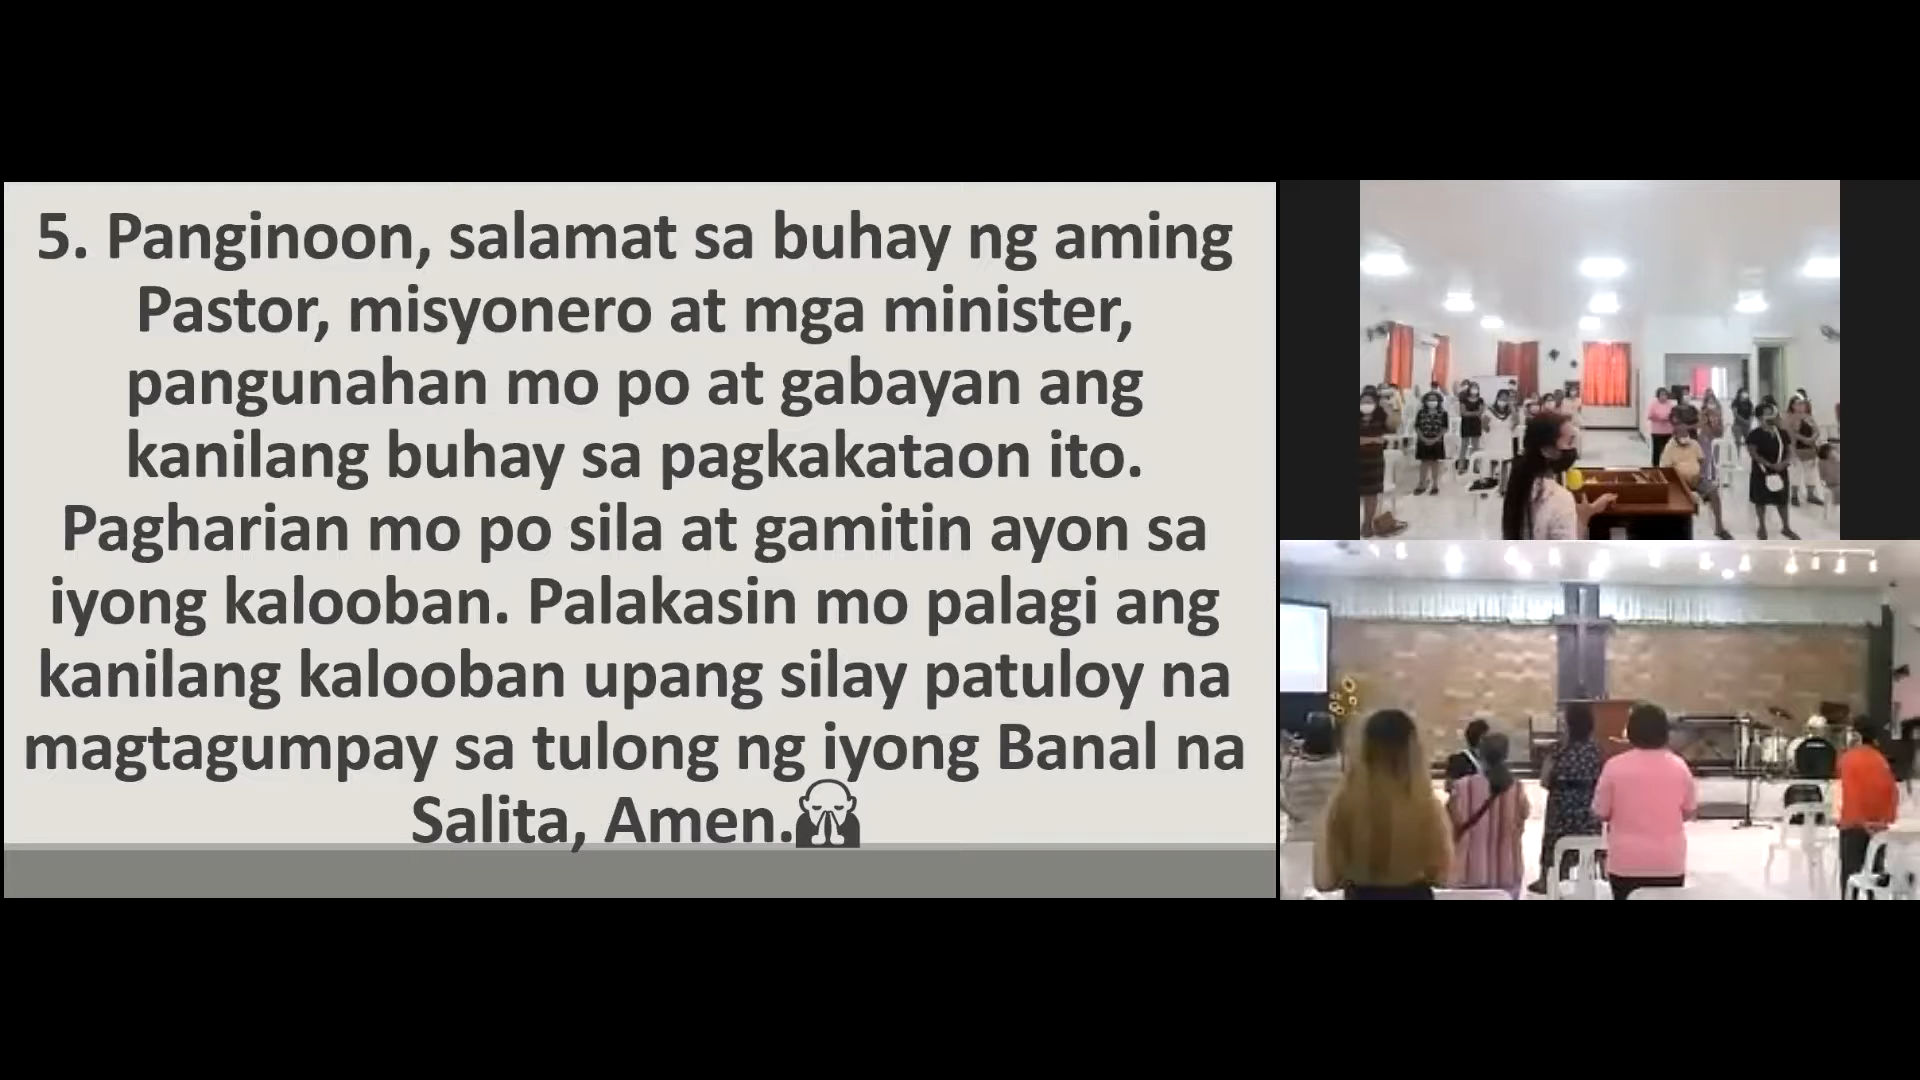 5. Panginoon, salamat sa buhay ng aming
Pastor, misyonero at mga minister,
pangunahan mo po at gabayan ang
kanilang buhay sa pagkakataon ito.
Pagharian mo po sila at gamitin ayon sa
iyong kalooban. Palakasin mo palagi ang
kanilang kalooban upang silay patuloy na
magtagumpay sa tulong ng iyong Banal na
Salita, Amen.